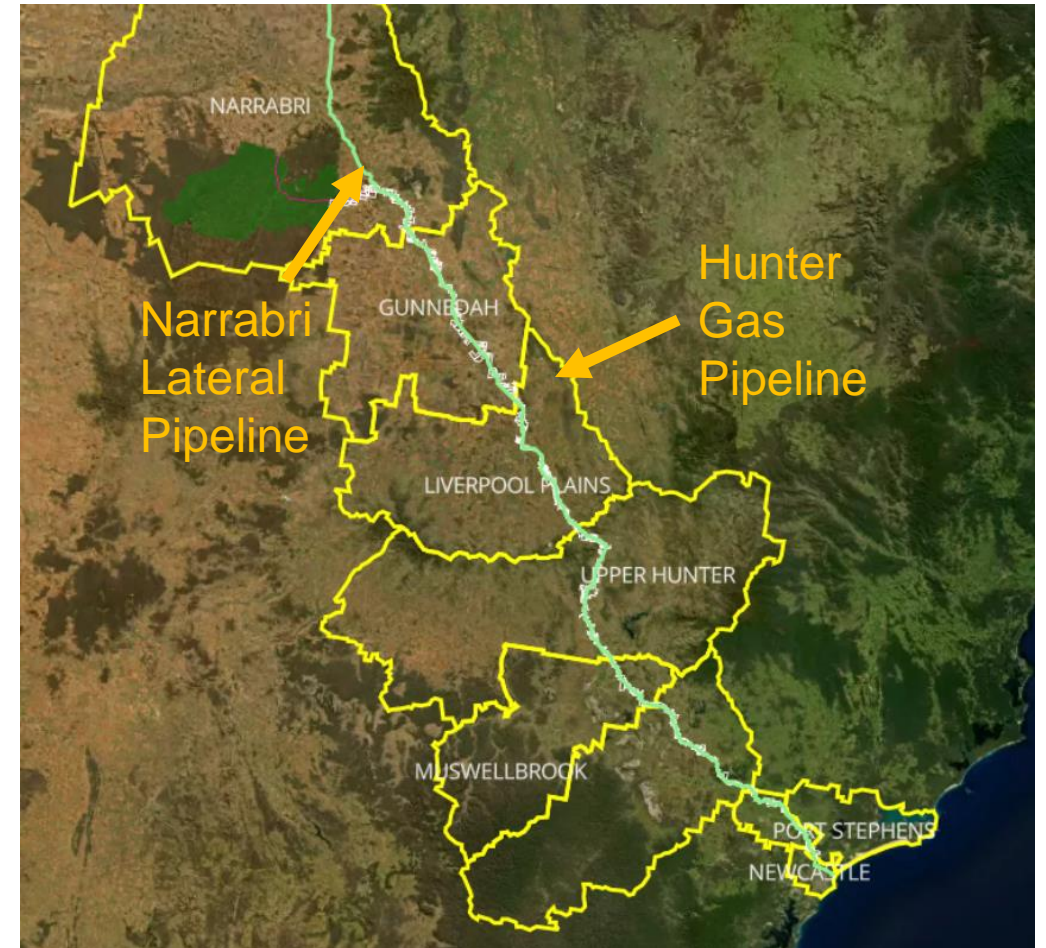 NARRABRI
Hunter
Gas
Pipeline
Narrabri
Lateral
Pipeline
GUNNEDAH
LIVERPOOL PLAINS
UPPER HUNTER
MUSWELLBROOK
PORT STEPHENS
NEWCASTLE